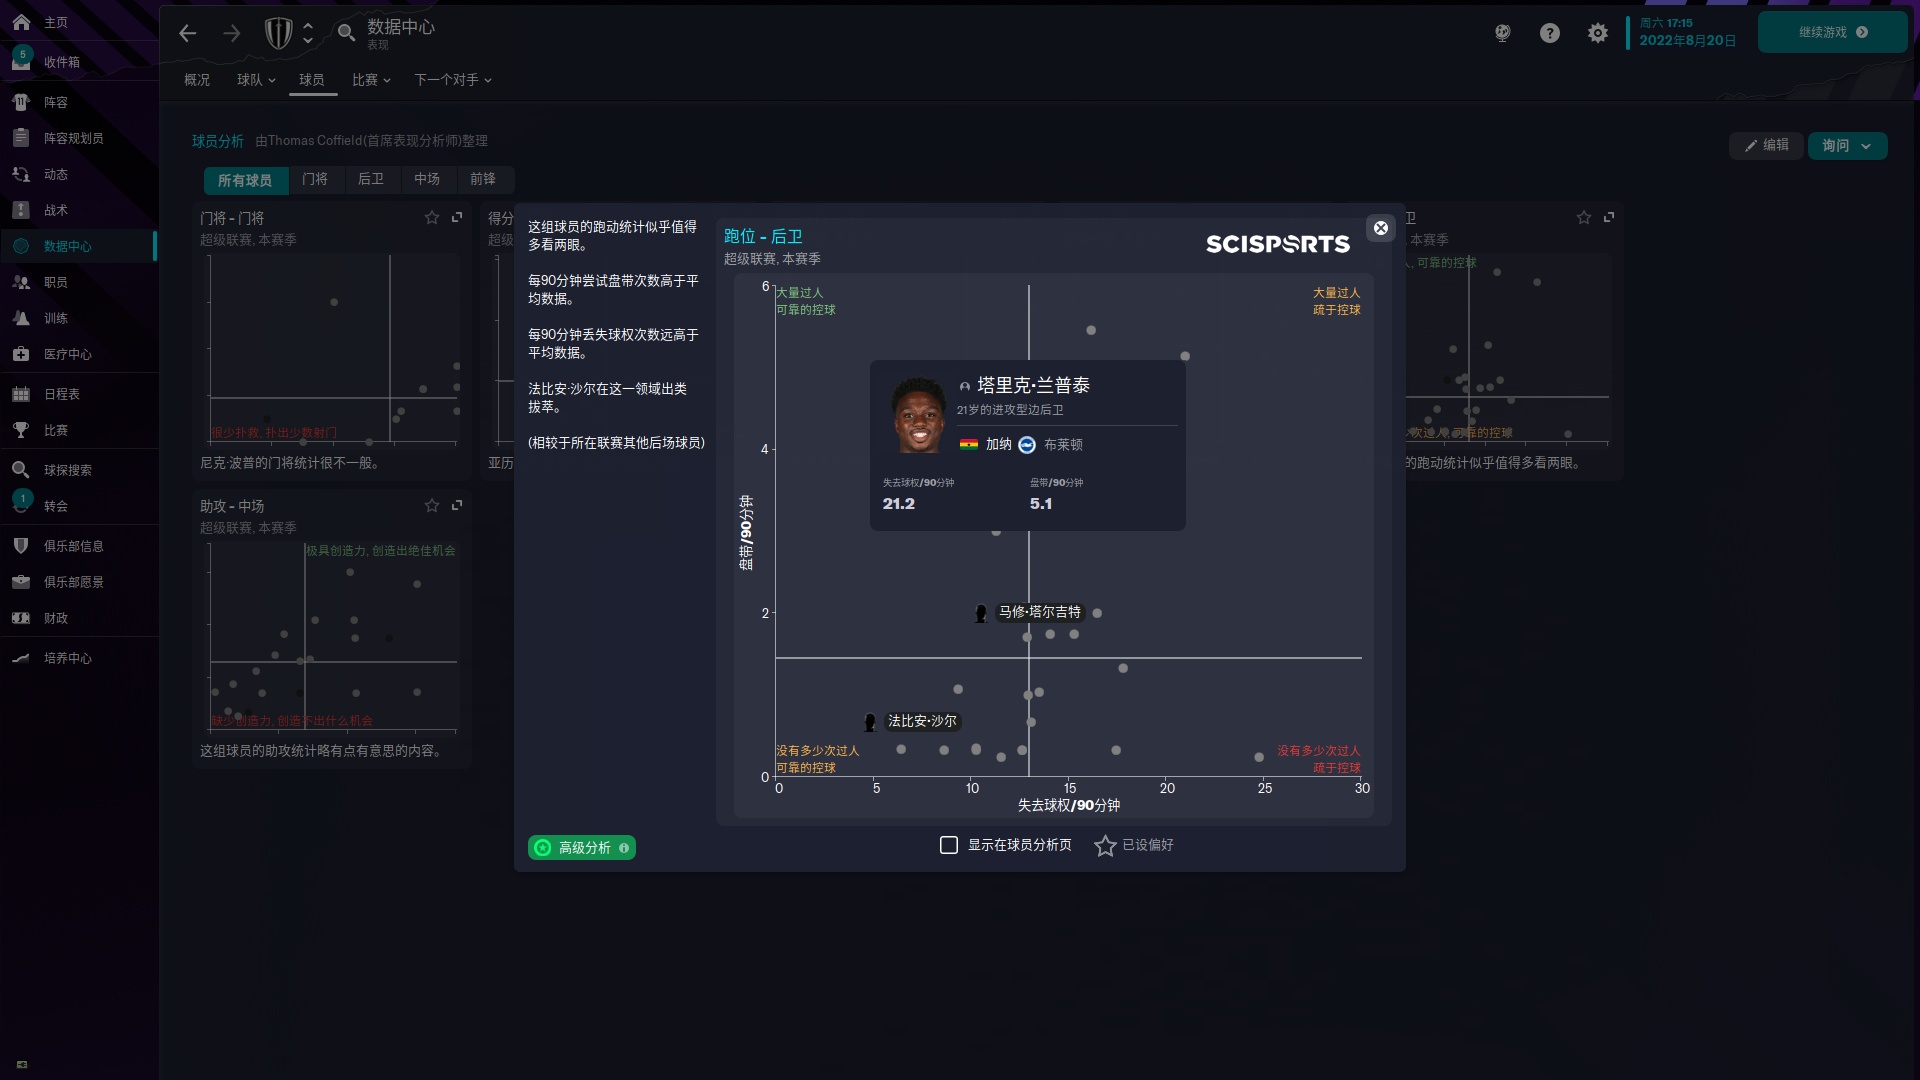 主页
5
收件箱
阵容
阵容规划员
动态
战术
数据中心
职员
训练
医疗中心
日程表
比赛
球探搜索
1
转会
俱乐部信息
俱乐部愿景
财政
培养中心
数据中心
表现
周六 17:15
2022年8月20日
继续游戏
概况
球队
球员
比赛
下一个对手
球员分析
由Thomas Coffield(首席表现分析师)整理
编辑
询问
所有球员
门将
后卫
中场
前锋
门将 - 门将
超级联赛, 本赛季
很少扑救, 扑出少数射门
尼克·波普的门将统计很不一般。
得分
超级
亚历
助攻 - 中场
超级联赛, 本赛季
极具创造力, 创造出绝佳机会
缺少创造力, 创造不出什么机会
这组球员的助攻统计略有点有意思的内容。
这组球员的跑动统计似乎值得
多看两眼。
每90分钟尝试盘带次数高于平
均数据。
每90分钟丢失球权次数远高于
平均数据。
法比安·沙尔在这一领域出类
拔萃。
(相较于所在联赛其他后场球员)
高级分析
跑位 - 后卫
超级联赛, 本赛季
SCISPORTS
大量过人
可靠的控球
大量过人
疏于控球
塔里克·兰普泰
21岁的进攻型边后卫
加纳
布莱顿
失去球权/90分钟
21.2
盘带/90分钟
5.1
马修·塔尔吉特
法比安·沙尔
没有多少次过人
可靠的控球
没有多少次过人
疏于控球
盘带/90分钟
6
4
2
0
0
5
10
15
20
25
30
失去球权/90分钟
显示在球员分析页
已设偏好
卫
, 本赛季
人, 可靠的控球
次过人, 可靠的控球
的跑动统计似乎值得多看两眼。